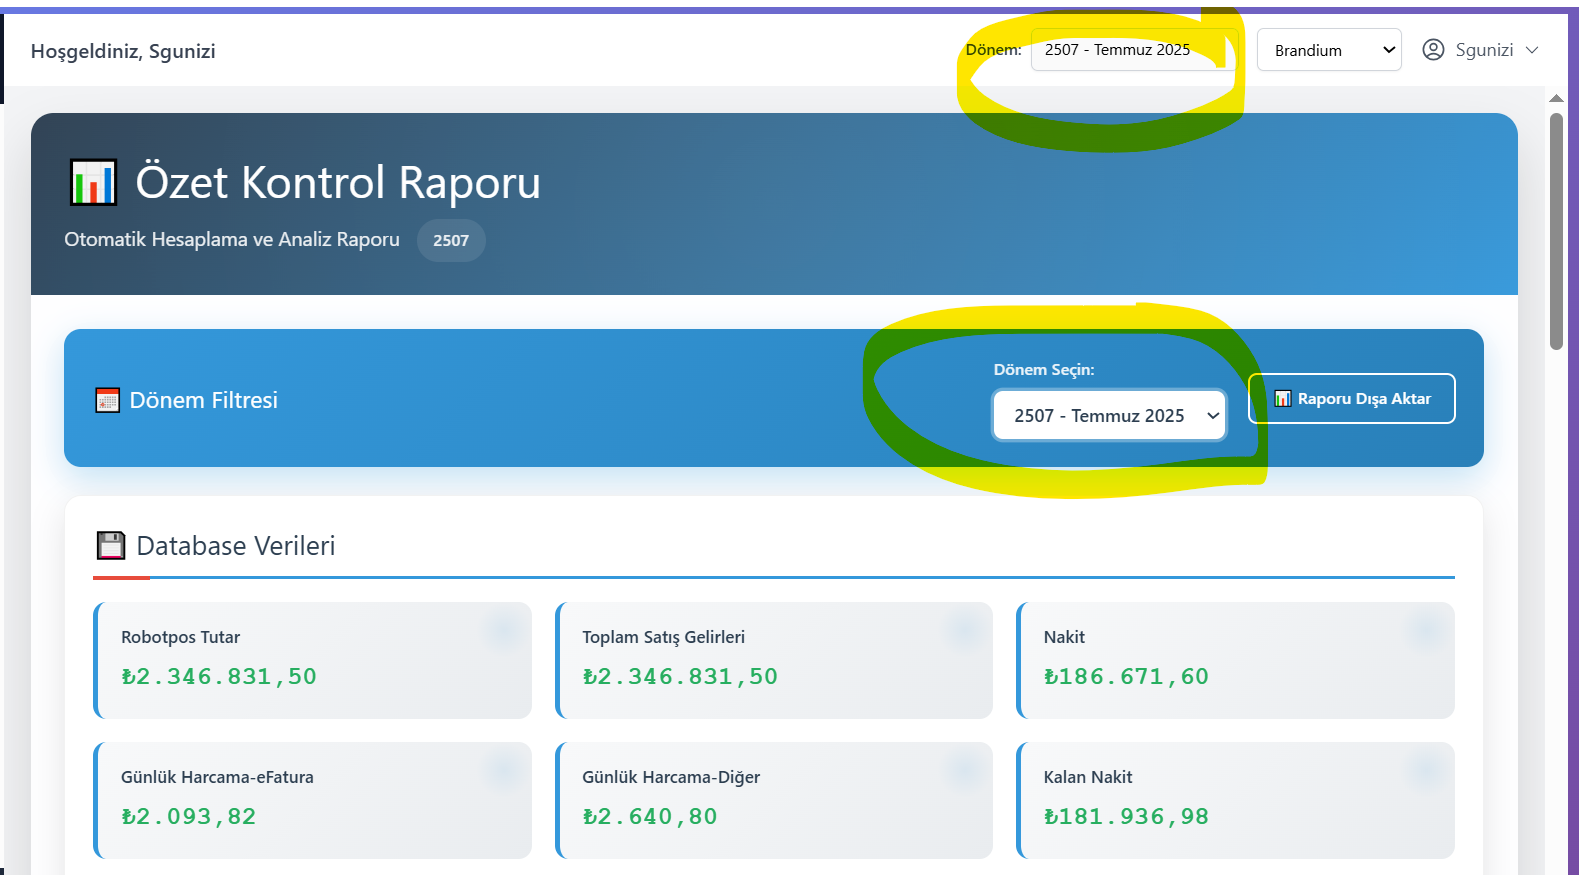 Hoşgeldiniz, Sgunizi
Dönem:
2507 - Temmuz 2025
Brandium
Sgunizi
Özet Kontrol Raporu
Otomatik Hesaplama ve Analiz Raporu
2507
Dönem Filtresi
Dönem Seçin:
2507 - Temmuz 2025
Raporu Dışa Aktar
Database Verileri
Robotpos Tutar
₺2.346.831,50
Toplam Satış Gelirleri
₺2.346.831,50
Nakit
₺186.671,60
Günlük Harcama-eFatura
₺2.093,82
Günlük Harcama-Diğer
₺2.640,80
Kalan Nakit
₺181.936,98